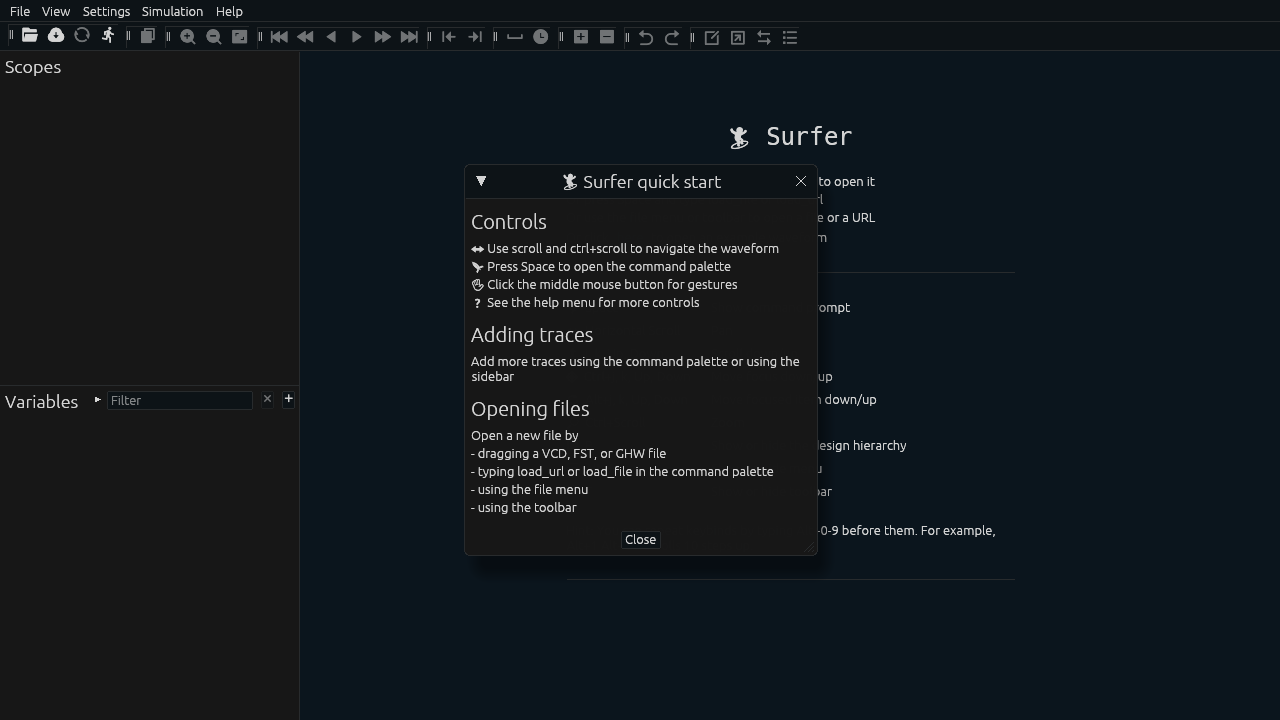 File View Settings Simulation Help
Scopes
Surfer
to open it
e or a URL
Surfer quick start
Controls
Use scroll and ctrl+scroll to navigate the waveform
Press Space to open the command palette
Click the middle mouse button for gestures
? See the help menu for more controls
Adding traces
Add more traces using the command palette or using the
sidebar
Opening files
Open a new file by
- dragging a VCD, FST, or GHW file
- typing load_url or load_file in the command palette
- using the file menu
- using the toolbar
Close
ompt
up
down/up
esign hierarchy
u
bar
-0-9 before them. For example,
Variables
Filter